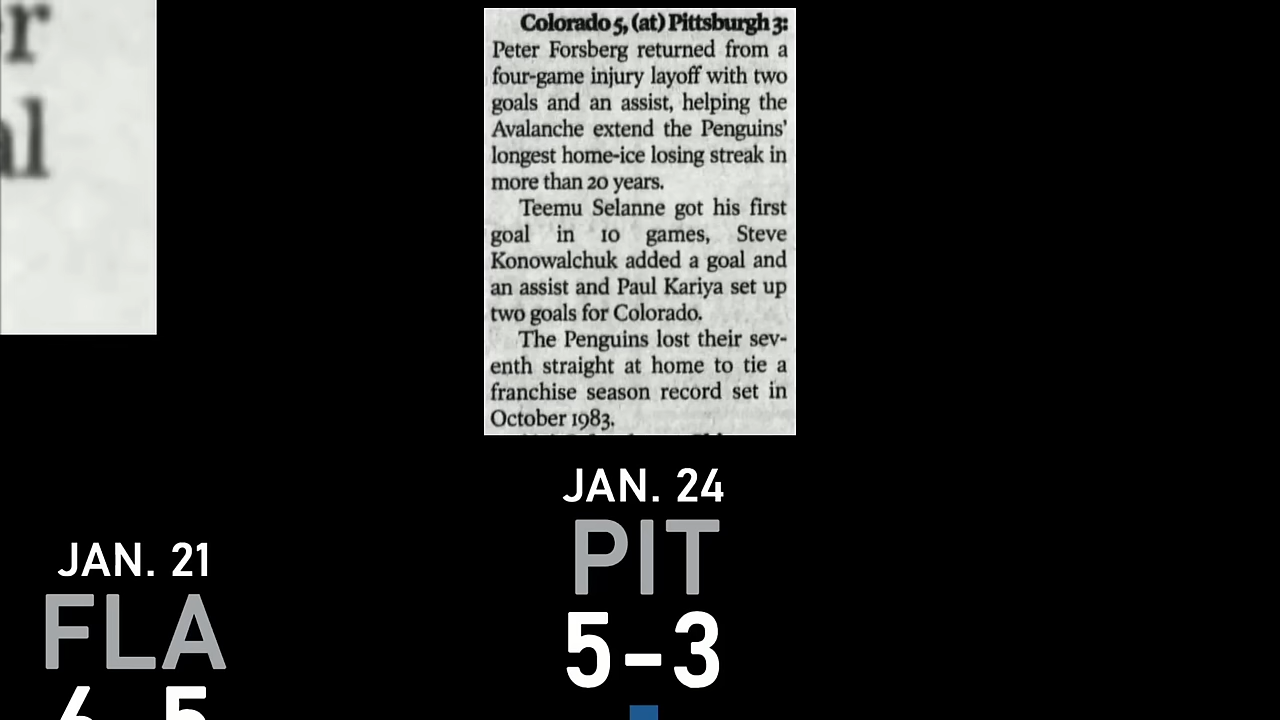 Colorado 5, (at) Pittsburgh 3:
Peter Forsberg returned from a
four-game injury layoff with two
goals and an assist, helping the
Avalanche extend the Penguins'
longest home-ice losing streak in
more than 20 years.
Teemu Selanne got his first
goal in 10 games, Steve
Konowalchuk added a goal and
an assist and Paul Kariya set up
two goals for Colorado.
The Penguins lost their sev-
enth straight at home to tie a
franchise season record set in
October 1983.
JAN. 24
PIT
5-3
JAN. 21
FLA
6-5